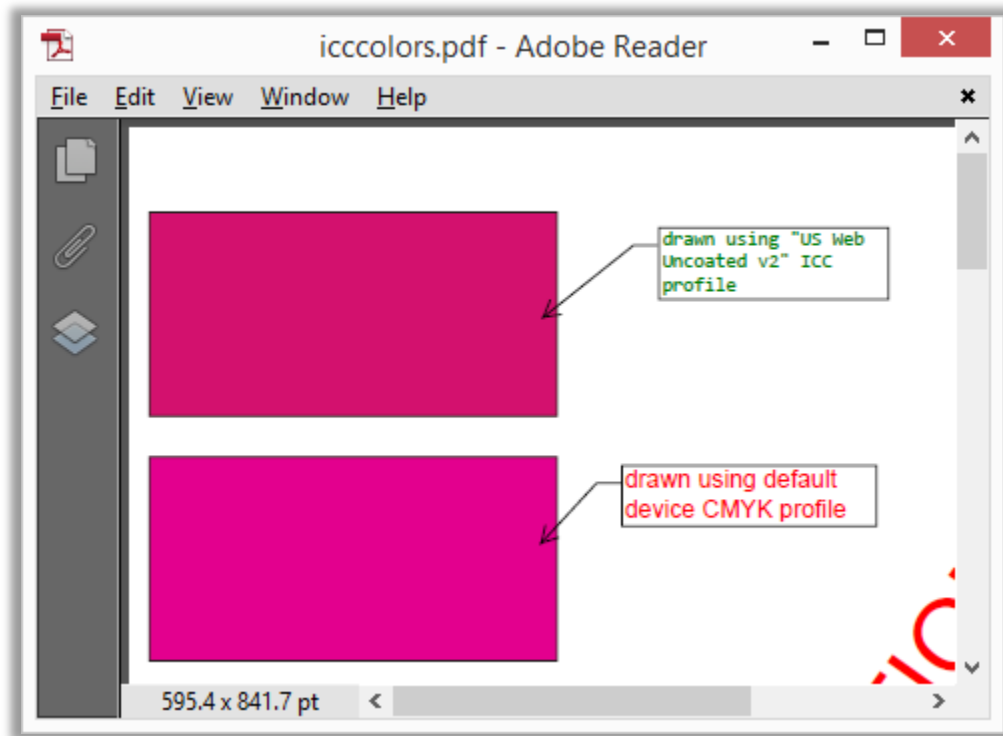 icccolors.pdf - Adobe Reader
File Edit View Window Help
drawn using "US Web
Uncoated v2" ICC
profile
drawn using default
device CMYK profile
595.4 x 841.7 pt